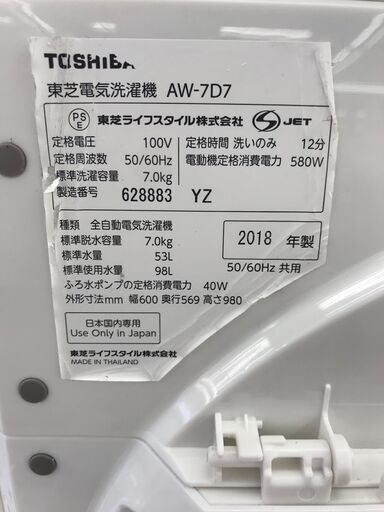 TOSHIBA
東芝電気洗濯機 AW-7D7
PS
E
東芝ライフスタイル株式会社
JET
定格電圧 100V
定格時間 洗いのみ 12分
定格周波数 50/60Hz
電動機定格消費電力 580W
標準洗濯容量 7.0kg
製造番号 628883 YZ
種類 全自動電気洗濯機
標準脱水容量 7.0kg
標準水量 53L
2018 年製
標準使用水量 98L
50/60Hz 共用
ふろ水ポンプの定格消費電力 40W
外形寸法mm 幅600 奥行569 高さ980
日本国内専用
Use Only in Japan
東芝ライフスタイル株式会社
MADE IN THAILAND